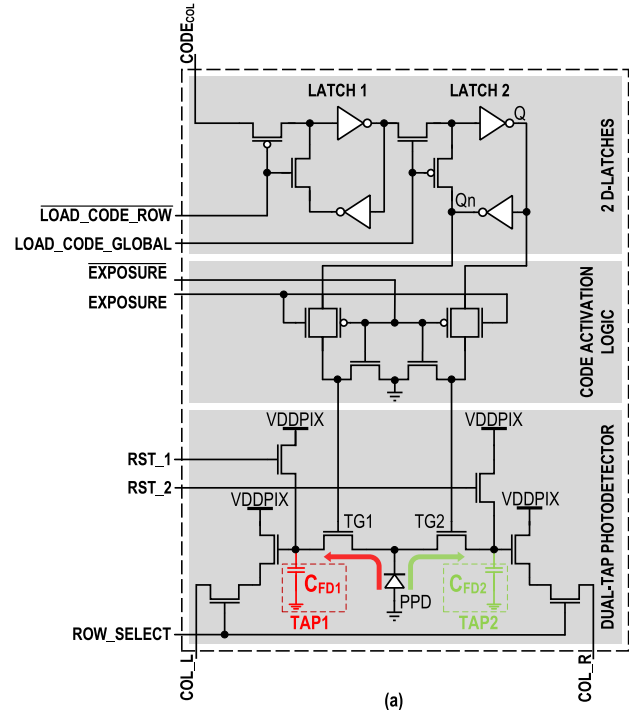 CODECOL
LATCH 1
LATCH 2
Q
2 D-LATCHES
Qn
LOAD_CODE_ROW
LOAD_CODE_GLOBAL
EXPOSURE
EXPOSURE
CODE ACTIVATION
LOGIC
VDDPIX
VDDPIX
RST_1
RST_2
VDDPIX
VDDPIX
TG1
TG2
DUAL-TAP PHOTODETECTOR
CFD1
CFD2
PPD
TAP1
TAP2
ROW_SELECT
COL_L
COL_R
(a)